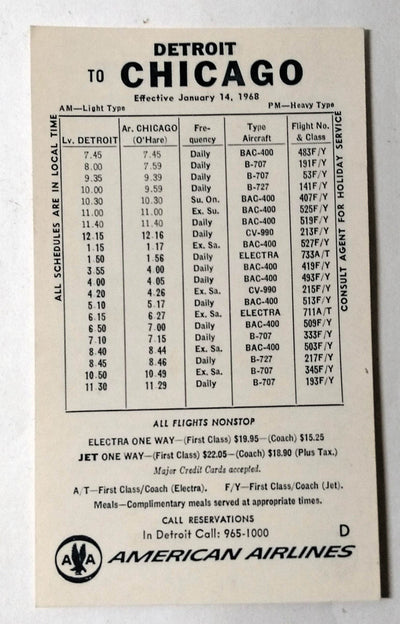 DETROIT
TO CHICAGO
Effective January 14, 1968
AM—Light Type PM—Heavy Type
ALL SCHEDULES ARE IN LOCAL TIME
Lv. DETROIT Ar. CHICAGO (O'Hare) Fre-quency Type Aircraft Flight No. & Class
7.45 7.45 Daily BAC-400 483F/Y
8.00 7.59 Daily B-707 191F/Y
9.35 9.39 Daily B-707 53F/Y
10.00 9.59 Daily B-727 141F/Y
10.30 10.30 Su. On. BAC-400 407F/Y
11.00 11.00 Ex. Su. BAC-400 525F/Y
11.40 11.40 Daily BAC-400 519F/Y
12.15 12.16 Daily CV-990 213F/Y
1.15 1.17 Ex. Sa. BAC-400 527F/Y
1.50 1.56 Daily ELECTRA 733A/T
3.55 4.00 Daily BAC-400 419F/Y
4.00 4.05 Daily BAC-400 493F/Y
4.20 4.26 Ex. Sa. CV-990 215F/Y
5.10 5.17 Daily BAC-400 513F/Y
6.15 6.27 Ex. Sa. ELECTRA 711A/T
6.50 7.00 Daily BAC-400 509F/Y
7.10 7.15 Daily B-707 333F/Y
8.40 8.44 Ex. Sa. BAC-400 503F/Y
8.45 8.46 Daily B-727 217F/Y
10.50 10.49 Ex. Sa. B-707 345F/Y
11.30 11.29 Daily B-707 193F/Y
CONSULT AGENT FOR HOLIDAY SERVICE
ALL FLIGHTS NONSTOP
ELECTRA ONE WAY—(First Class) $19.95—(Coach) $15.25
JET ONE WAY—(First Class) $22.05—(Coach) $18.90 (Plus Tax.)
Major Credit Cards accepted.
A/T—First Class/Coach (Electra). F/Y—First Class/Coach (Jet).
Meals—Complimentary meals served at appropriate times.
CALL RESERVATIONS
In Detroit Call: 965-1000 D
AA AMERICAN AIRLINES